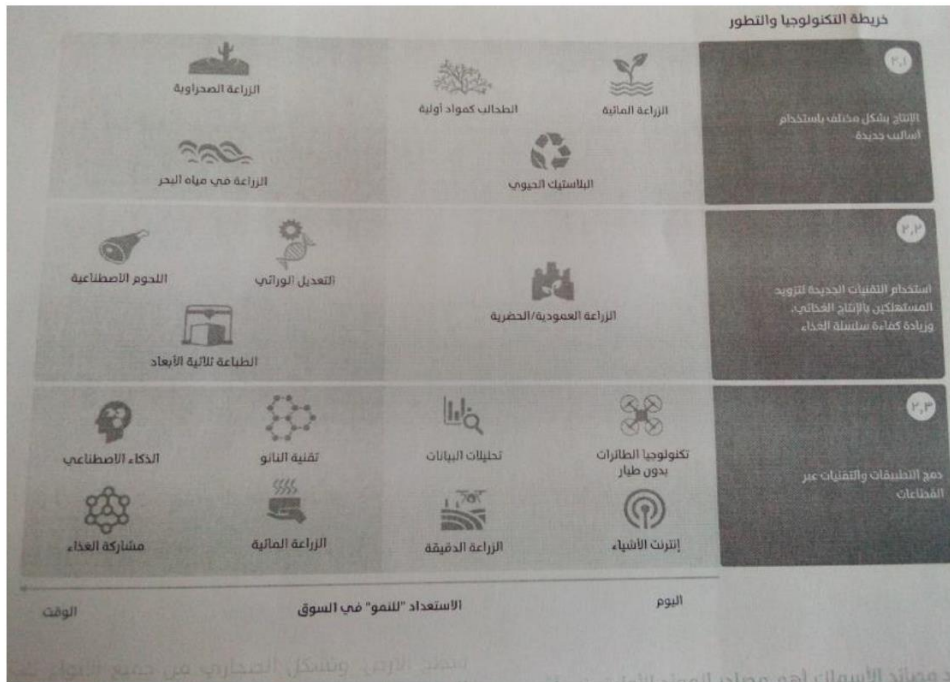 خريطة التكنولوجيا والتطور
٢,١
الإنتاج بشكل مختلف باستخدام
أساليب جديدة
الزراعة المائية
الطحالب كمواد أولية
الزراعة الصحراوية
البلاستيك الحيوي
الزراعة في مياه البحر
٢,٢
استخدام التقنيات الجديدة لتزويد
المستهلكين بالإنتاج الغذائي،
وزيادة كفاءة سلسلة الغذاء
الزراعة العمودية/الحضرية
التعديل الوراثي
اللحوم الاصطناعية
الطباعة ثلاثية الأبعاد
٢,٣
دمج التطبيقات والتقنيات عبر
القطاعات
تكنولوجيا الطائرات
بدون طيار
تحليلات البيانات
تقنية النانو
الذكاء الاصطناعي
إنترنت الأشياء
الزراعة الدقيقة
الزراعة المائية
مشاركة الغذاء
اليوم
الاستعداد "للنمو" في السوق
الوقت